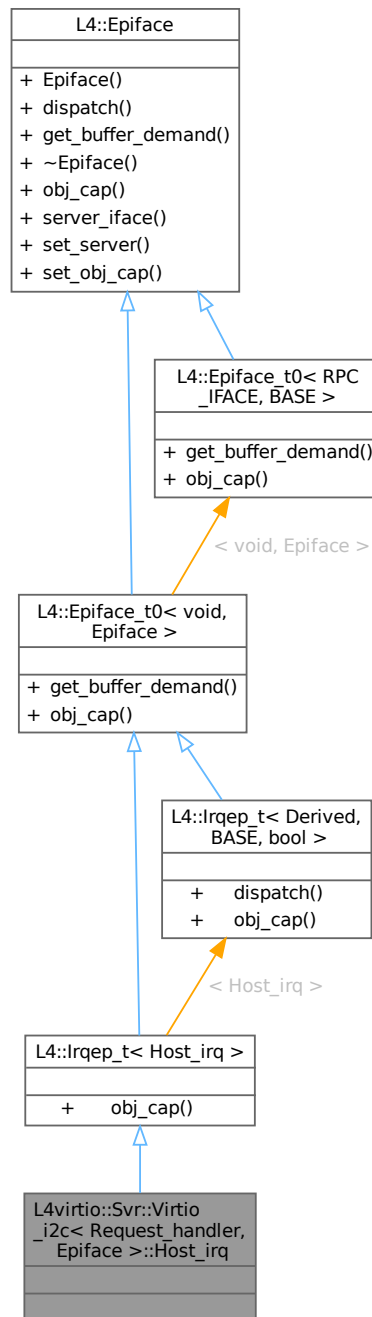 L4::Epiface
+ Epiface()
+ dispatch()
+ get_buffer_demand()
+ ~Epiface()
+ obj_cap()
+ server_iface()
+ set_server()
+ set_obj_cap()
L4::Epiface_t0< RPC
_IFACE, BASE >
+ get_buffer_demand()
+ obj_cap()
< void, Epiface >
L4::Epiface_t0< void,
Epiface >
+ get_buffer_demand()
+ obj_cap()
L4::Irqep_t< Derived,
BASE, bool >
+ dispatch()
+ obj_cap()
< Host_irq >
L4::Irqep_t< Host_irq >
+ obj_cap()
L4virtio::Svr::Virtio
_i2c< Request_handler,
Epiface >::Host_irq